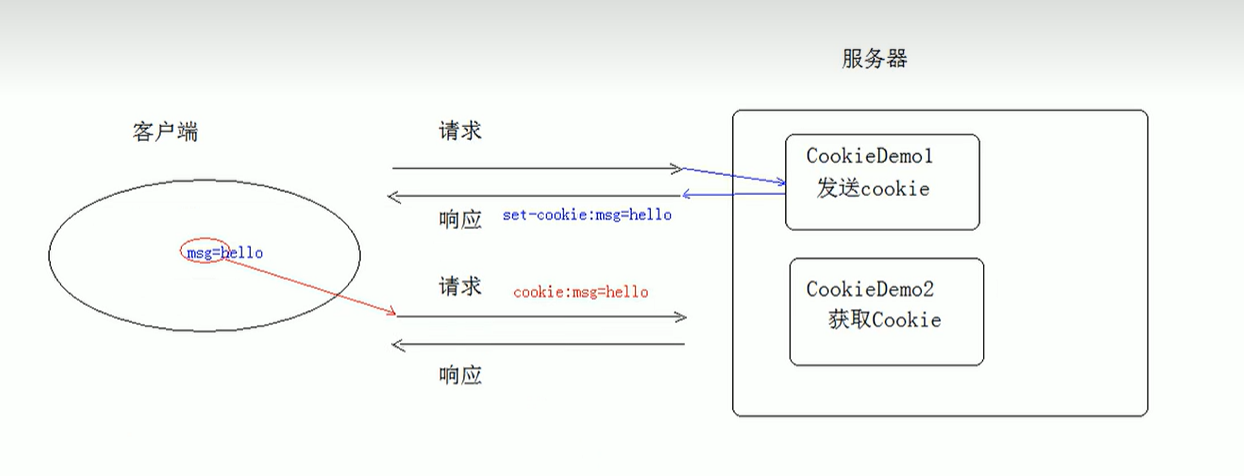 服务器
客户端
请求
CookieDemo1
发送cookie
响应
set-cookie:msg=hello
msg=hello
请求
cookie:msg=hello
CookieDemo2
获取Cookie
响应